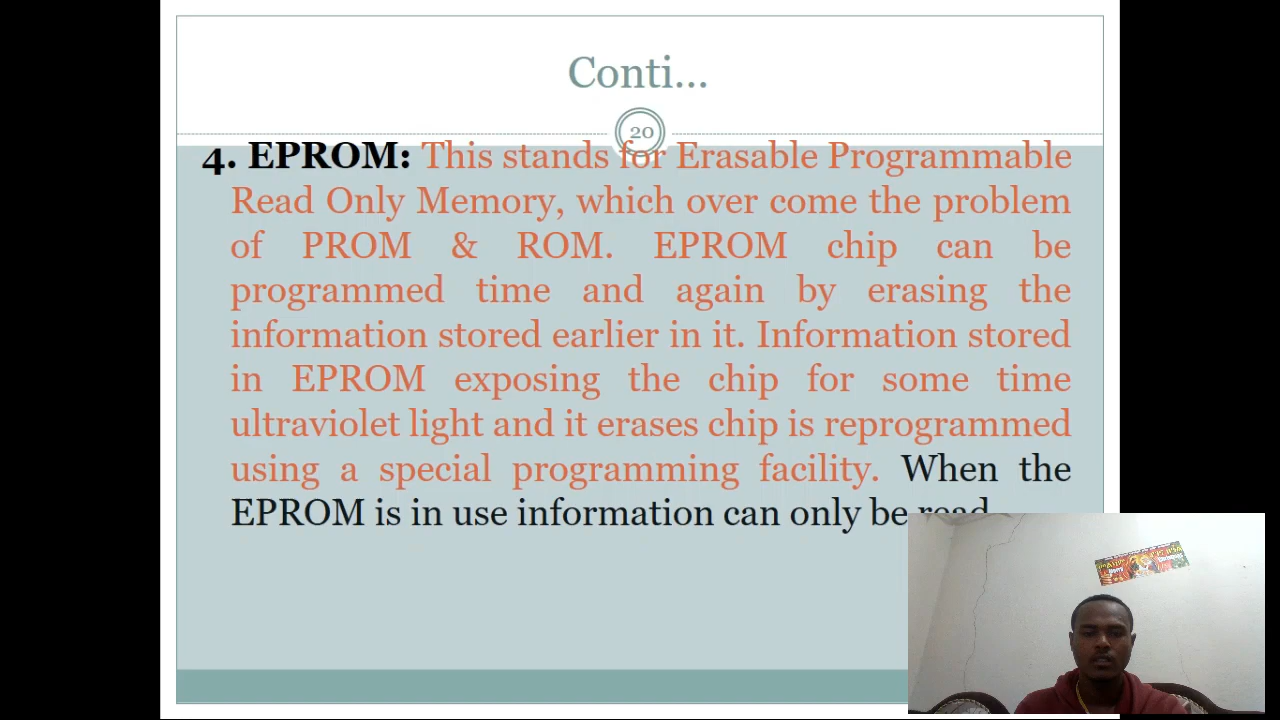 Conti...
20
4. EPROM: This stands for Erasable Programmable
Read Only Memory, which over come the problem
of PROM & ROM. EPROM chip can be
programmed time and again by erasing the
information stored earlier in it. Information stored
in EPROM exposing the chip for some time
ultraviolet light and it erases chip is reprogrammed
using a special programming facility. When the
EPROM is in use information can only be read